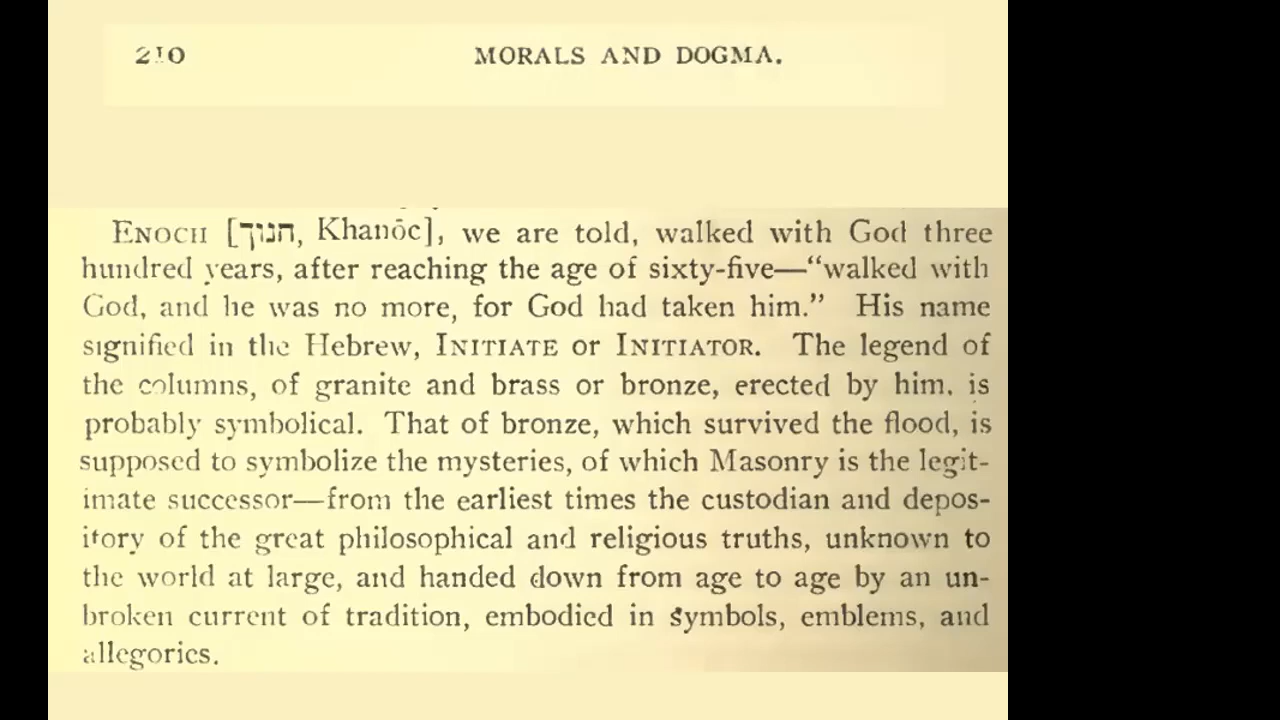 210 MORALS AND DOGMA.
ENOCH [חנוך, Khanōc], we are told, walked with God three
hundred years, after reaching the age of sixty-five—“walked with
God, and he was no more, for God had taken him.” His name
signified in the Hebrew, INITIATE or INITIATOR. The legend of
the columns, of granite and brass or bronze, erected by him, is
probably symbolical. That of bronze, which survived the flood, is
supposed to symbolize the mysteries, of which Masonry is the legit-
imate successor—from the earliest times the custodian and depos-
itory of the great philosophical and religious truths, unknown to
the world at large, and handed down from age to age by an un-
broken current of tradition, embodied in symbols, emblems, and
allegories.